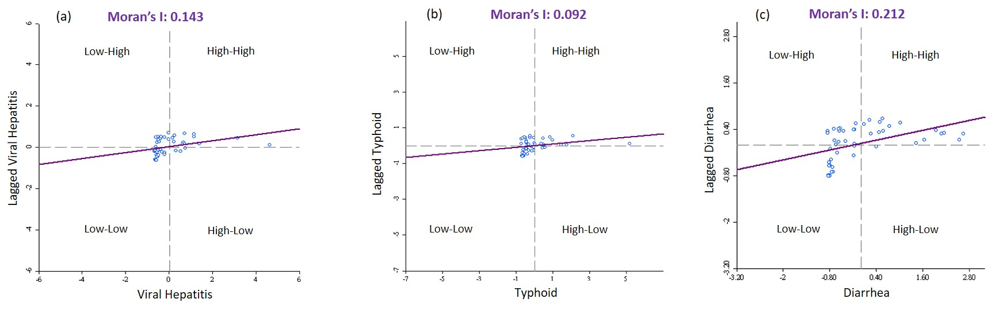 (a)
Moran's I: 0.143
Low-High
High-High
Low-Low
High-Low
Lagged Viral Hepatitis
6
4
2
0
-2
-4
-6
-6
-4
-2
0
2
4
6
Viral Hepatitis
(b)
Moran's I: 0.092
Low-High
High-High
Low-Low
High-Low
Lagged Typhoid
5
3
1
-1
-3
-5
-7
-7
-5
-3
-1
1
3
5
Typhoid
(c)
Moran's I: 0.212
Low-High
High-High
Low-Low
High-Low
Lagged Diarrhea
2.80
1.60
0.40
-0.80
-2
-3.20
-3.20
-2
-0.80
0.40
1.60
2.80
Diarrhea